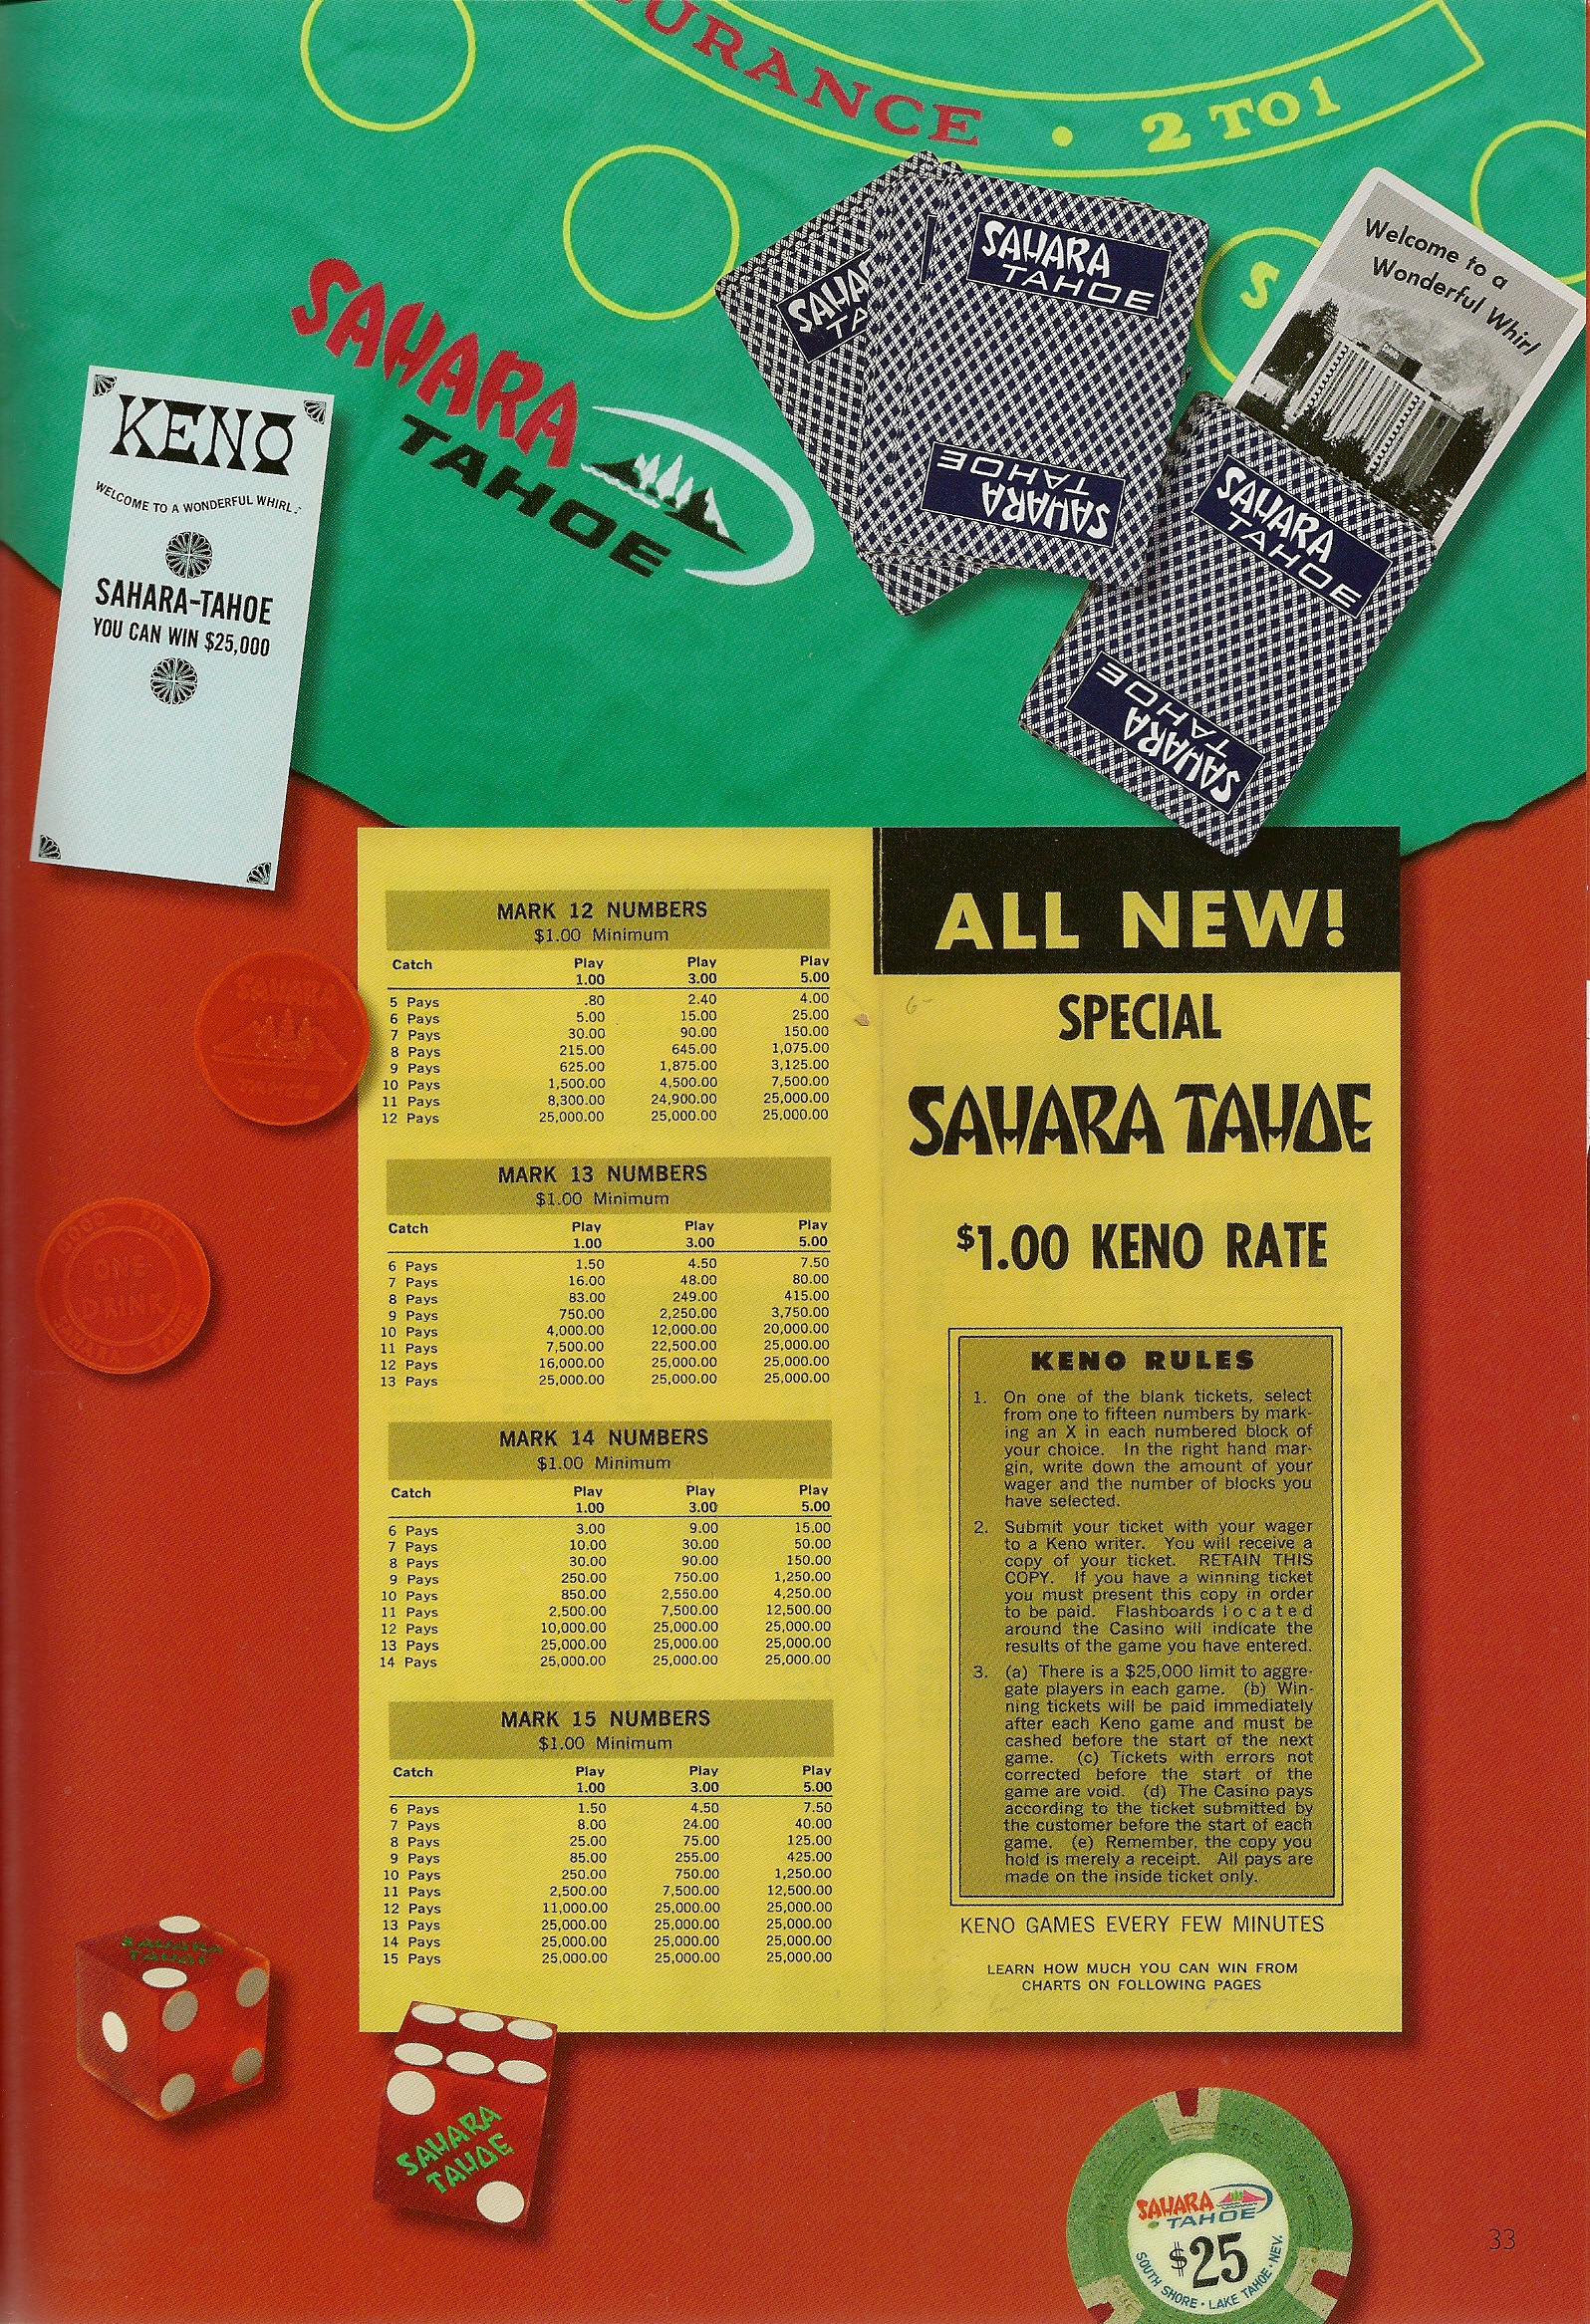 URANCE • 2 TO 1
S
SAHARA
TAHOE
SAHARA
TAHOE
SAHARA
TAHOE
SAHA
TA
SAHARA
TAHOE
SAHARA
TAHOE
Welcome to a
Wonderful Whirl
KENO
WELCOME TO A WONDERFUL WHIRL
SAHARA-TAHOE
YOU CAN WIN $25,000
SAHARA
TAHOE
GOOD FOR
ONE
DRINK
SAHARA TAHOE
MARK 12 NUMBERS
$1.00 Minimum
Catch Play Play Play
1.00 3.00 5.00
5 Pays .80 2.40 4.00
6 Pays 5.00 15.00 25.00
7 Pays 30.00 90.00 150.00
8 Pays 215.00 645.00 1,075.00
9 Pays 625.00 1,875.00 3,125.00
10 Pays 1,500.00 4,500.00 7,500.00
11 Pays 8,300.00 24,900.00 25,000.00
12 Pays 25,000.00 25,000.00 25,000.00
MARK 13 NUMBERS
$1.00 Minimum
Catch Play Play Play
1.00 3.00 5.00
6 Pays 1.50 4.50 7.50
7 Pays 16.00 48.00 80.00
8 Pays 83.00 249.00 415.00
9 Pays 750.00 2,250.00 3,750.00
10 Pays 4,000.00 12,000.00 20,000.00
11 Pays 7,500.00 22,500.00 25,000.00
12 Pays 16,000.00 25,000.00 25,000.00
13 Pays 25,000.00 25,000.00 25,000.00
MARK 14 NUMBERS
$1.00 Minimum
Catch Play Play Play
1.00 3.00 5.00
6 Pays 3.00 9.00 15.00
7 Pays 10.00 30.00 50.00
8 Pays 30.00 90.00 150.00
9 Pays 250.00 750.00 1,250.00
10 Pays 850.00 2,550.00 4,250.00
11 Pays 2,500.00 7,500.00 12,500.00
12 Pays 10,000.00 25,000.00 25,000.00
13 Pays 25,000.00 25,000.00 25,000.00
14 Pays 25,000.00 25,000.00 25,000.00
MARK 15 NUMBERS
$1.00 Minimum
Catch Play Play Play
1.00 3.00 5.00
6 Pays 1.50 4.50 7.50
7 Pays 8.00 24.00 40.00
8 Pays 25.00 75.00 125.00
9 Pays 85.00 255.00 425.00
10 Pays 250.00 750.00 1,250.00
11 Pays 2,500.00 7,500.00 12,500.00
12 Pays 11,000.00 25,000.00 25,000.00
13 Pays 25,000.00 25,000.00 25,000.00
14 Pays 25,000.00 25,000.00 25,000.00
15 Pays 25,000.00 25,000.00 25,000.00
ALL NEW!
6-
SPECIAL
SAHARA TAHOE
$1.00 KENO RATE
KENO RULES
1. On one of the blank tickets, select
from one to fifteen numbers by mark-
ing an X in each numbered block of
your choice. In the right hand mar-
gin, write down the amount of your
wager and the number of blocks you
have selected.
2. Submit your ticket with your wager
to a Keno writer. You will receive a
copy of your ticket. RETAIN THIS
COPY. If you have a winning ticket
you must present this copy in order
to be paid. Flashboards located
around the Casino will indicate the
results of the game you have entered.
3. (a) There is a $25,000 limit to aggre-
gate players in each game. (b) Win-
ning tickets will be paid immediately
after each Keno game and must be
cashed before the start of the next
game. (c) Tickets with errors not
corrected before the start of the
game are void. (d) The Casino pays
according to the ticket submitted by
the customer before the start of each
game. (e) Remember, the copy you
hold is merely a receipt. All pays are
made on the inside ticket only.
KENO GAMES EVERY FEW MINUTES
LEARN HOW MUCH YOU CAN WIN FROM
CHARTS ON FOLLOWING PAGES
SAHARA
TAHOE
SAHARA
TAHOE
SAHARA
TAHOE
$25
SOUTH SHORE • LAKE TAHOE • NEV.
33